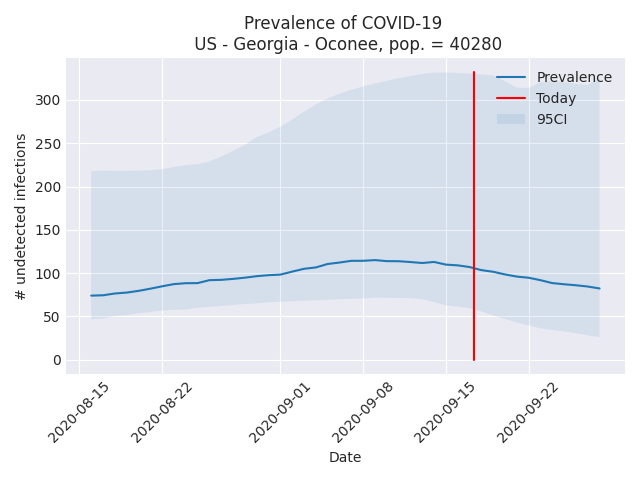 Prevalence of COVID-19
US - Georgia - Oconee, pop. = 40280
Prevalence
Today
95CI
# undetected infections
300
250
200
150
100
50
0
2020-08-15
2020-08-22
2020-09-01
2020-09-08
2020-09-15
2020-09-22
Date